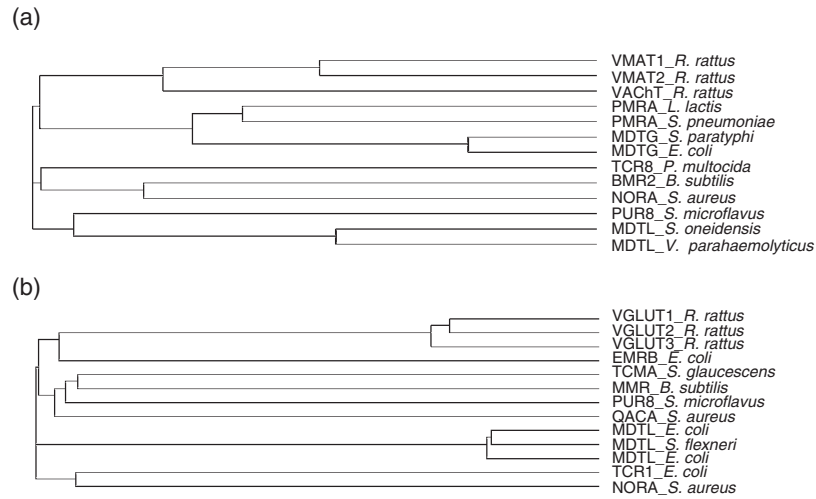 (a)
VMAT1_R. rattus
VMAT2_R. rattus
VAChT_R. rattus
PMRA_L. lactis
PMRA_S. pneumoniae
MDTG_S. paratyphi
MDTG_E. coli
TCR8_P. multocida
BMR2_B. subtilis
NORA_S. aureus
PUR8_S. microflavus
MDTL_S. oneidensis
MDTL_V. parahaemolyticus
(b)
VGLUT1_R. rattus
VGLUT2_R. rattus
VGLUT3_R. rattus
EMRB_E. coli
TCMA_S. glaucescens
MMR_B. subtilis
PUR8_S. microflavus
QACA_S. aureus
MDTL_E. coli
MDTL_S. flexneri
MDTL_E. coli
TCR1_E. coli
NORA_S. aureus